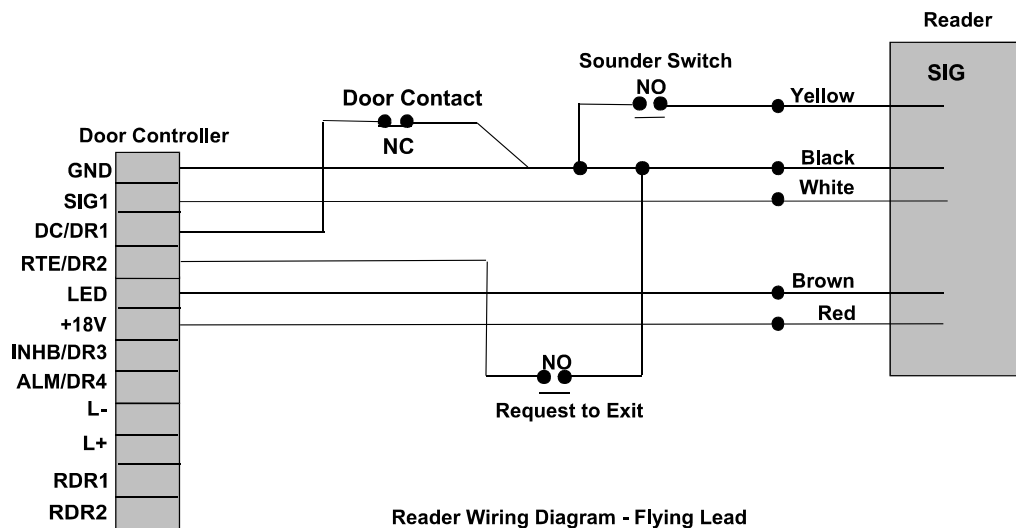 Reader
SIG
Sounder Switch
NO
Yellow
Door Contact
NC
Door Controller
GND
Black
SIG1
White
DC/DR1
RTE/DR2
LED
Brown
+18V
Red
INHB/DR3
NO
ALM/DR4
L-
Request to Exit
L+
RDR1
RDR2
Reader Wiring Diagram - Flying Lead